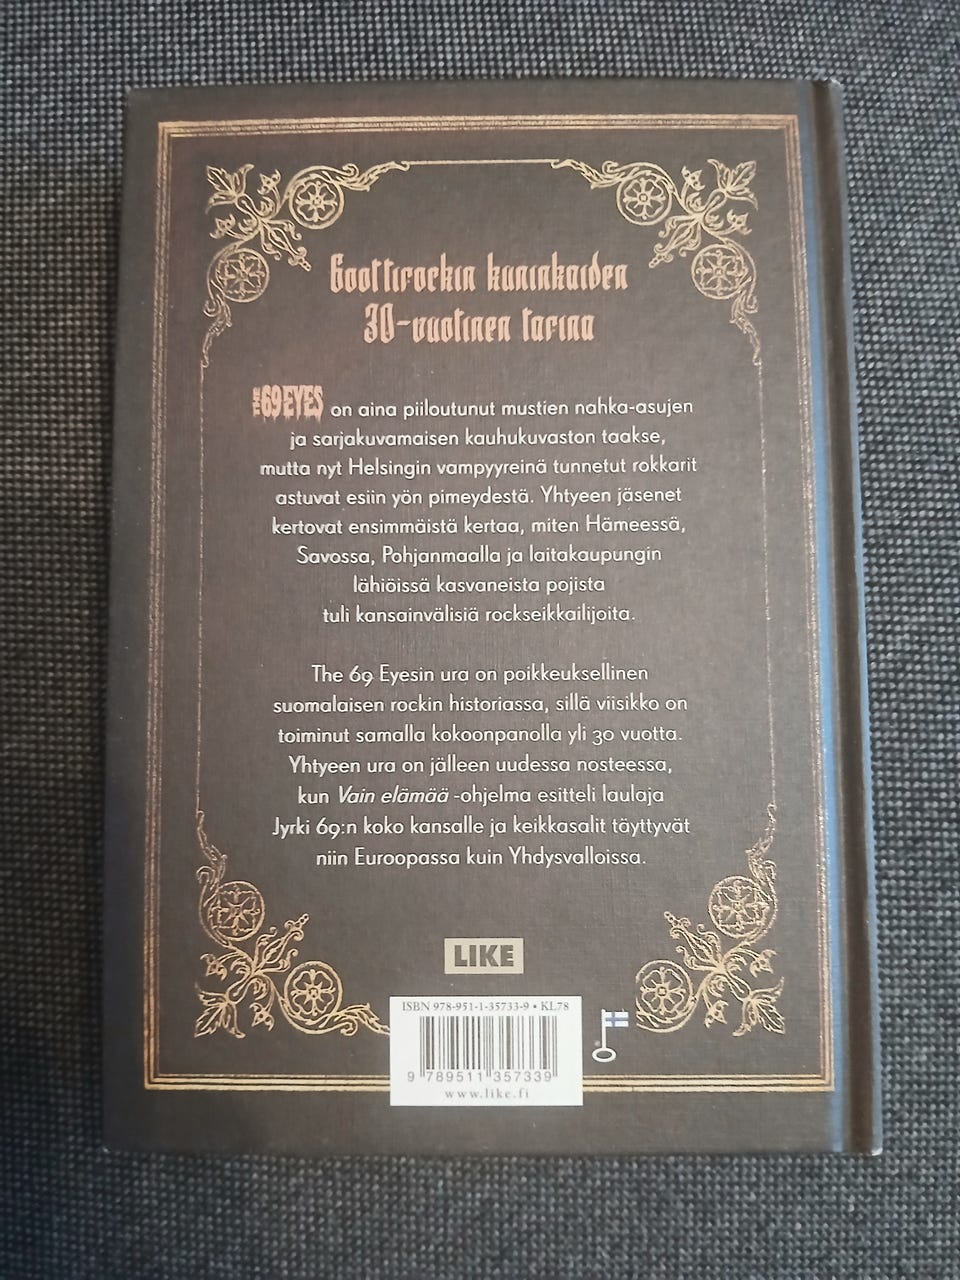 Goottirockin kuninkaiden
30-vuotinen tarina
THE 69 EYES on aina piiloutunut mustien nahka-asujen
ja sarjakuvamaisen kauhukuvaston taakse,
mutta nyt Helsingin vampyyreinä tunnetut rokkarit
astuvat esiin yön pimeydestä. Yhtyeen jäsenet
kertovat ensimmäistä kertaa, miten Hämeessä,
Savossa, Pohjanmaalla ja laitakaupungin
lähiöissä kasvaneista pojista
tuli kansainvälisiä rockseikkailijoita.
The 69 Eyesin ura on poikkeuksellinen
suomalaisen rockin historiassa, sillä viisikko on
toiminut samalla kokoonpanolla yli 30 vuotta.
Yhtyeen ura on jälleen uudessa nosteessa,
kun Vain elämää -ohjelma esitteli laulaja
Jyrki 69:n koko kansalle ja keikkasalit täyttyvät
niin Euroopassa kuin Yhdysvalloissa.
LIKE
ISBN 978-951-1-35733-9 • KL78
9 789511 357339
www.like.fi